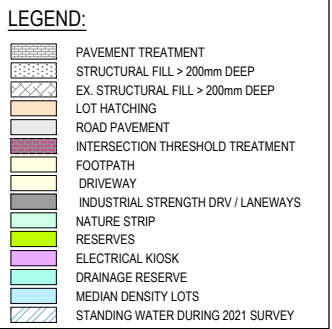 LEGEND:
PAVEMENT TREATMENT
STRUCTURAL FILL > 200mm DEEP
EX. STRUCTURAL FILL > 200mm DEEP
LOT HATCHING
ROAD PAVEMENT
INTERSECTION THRESHOLD TREATMENT
FOOTPATH
DRIVEWAY
INDUSTRIAL STRENGTH DRV / LANEWAYS
NATURE STRIP
RESERVES
ELECTRICAL KIOSK
DRAINAGE RESERVE
MEDIAN DENSITY LOTS
STANDING WATER DURING 2021 SURVEY